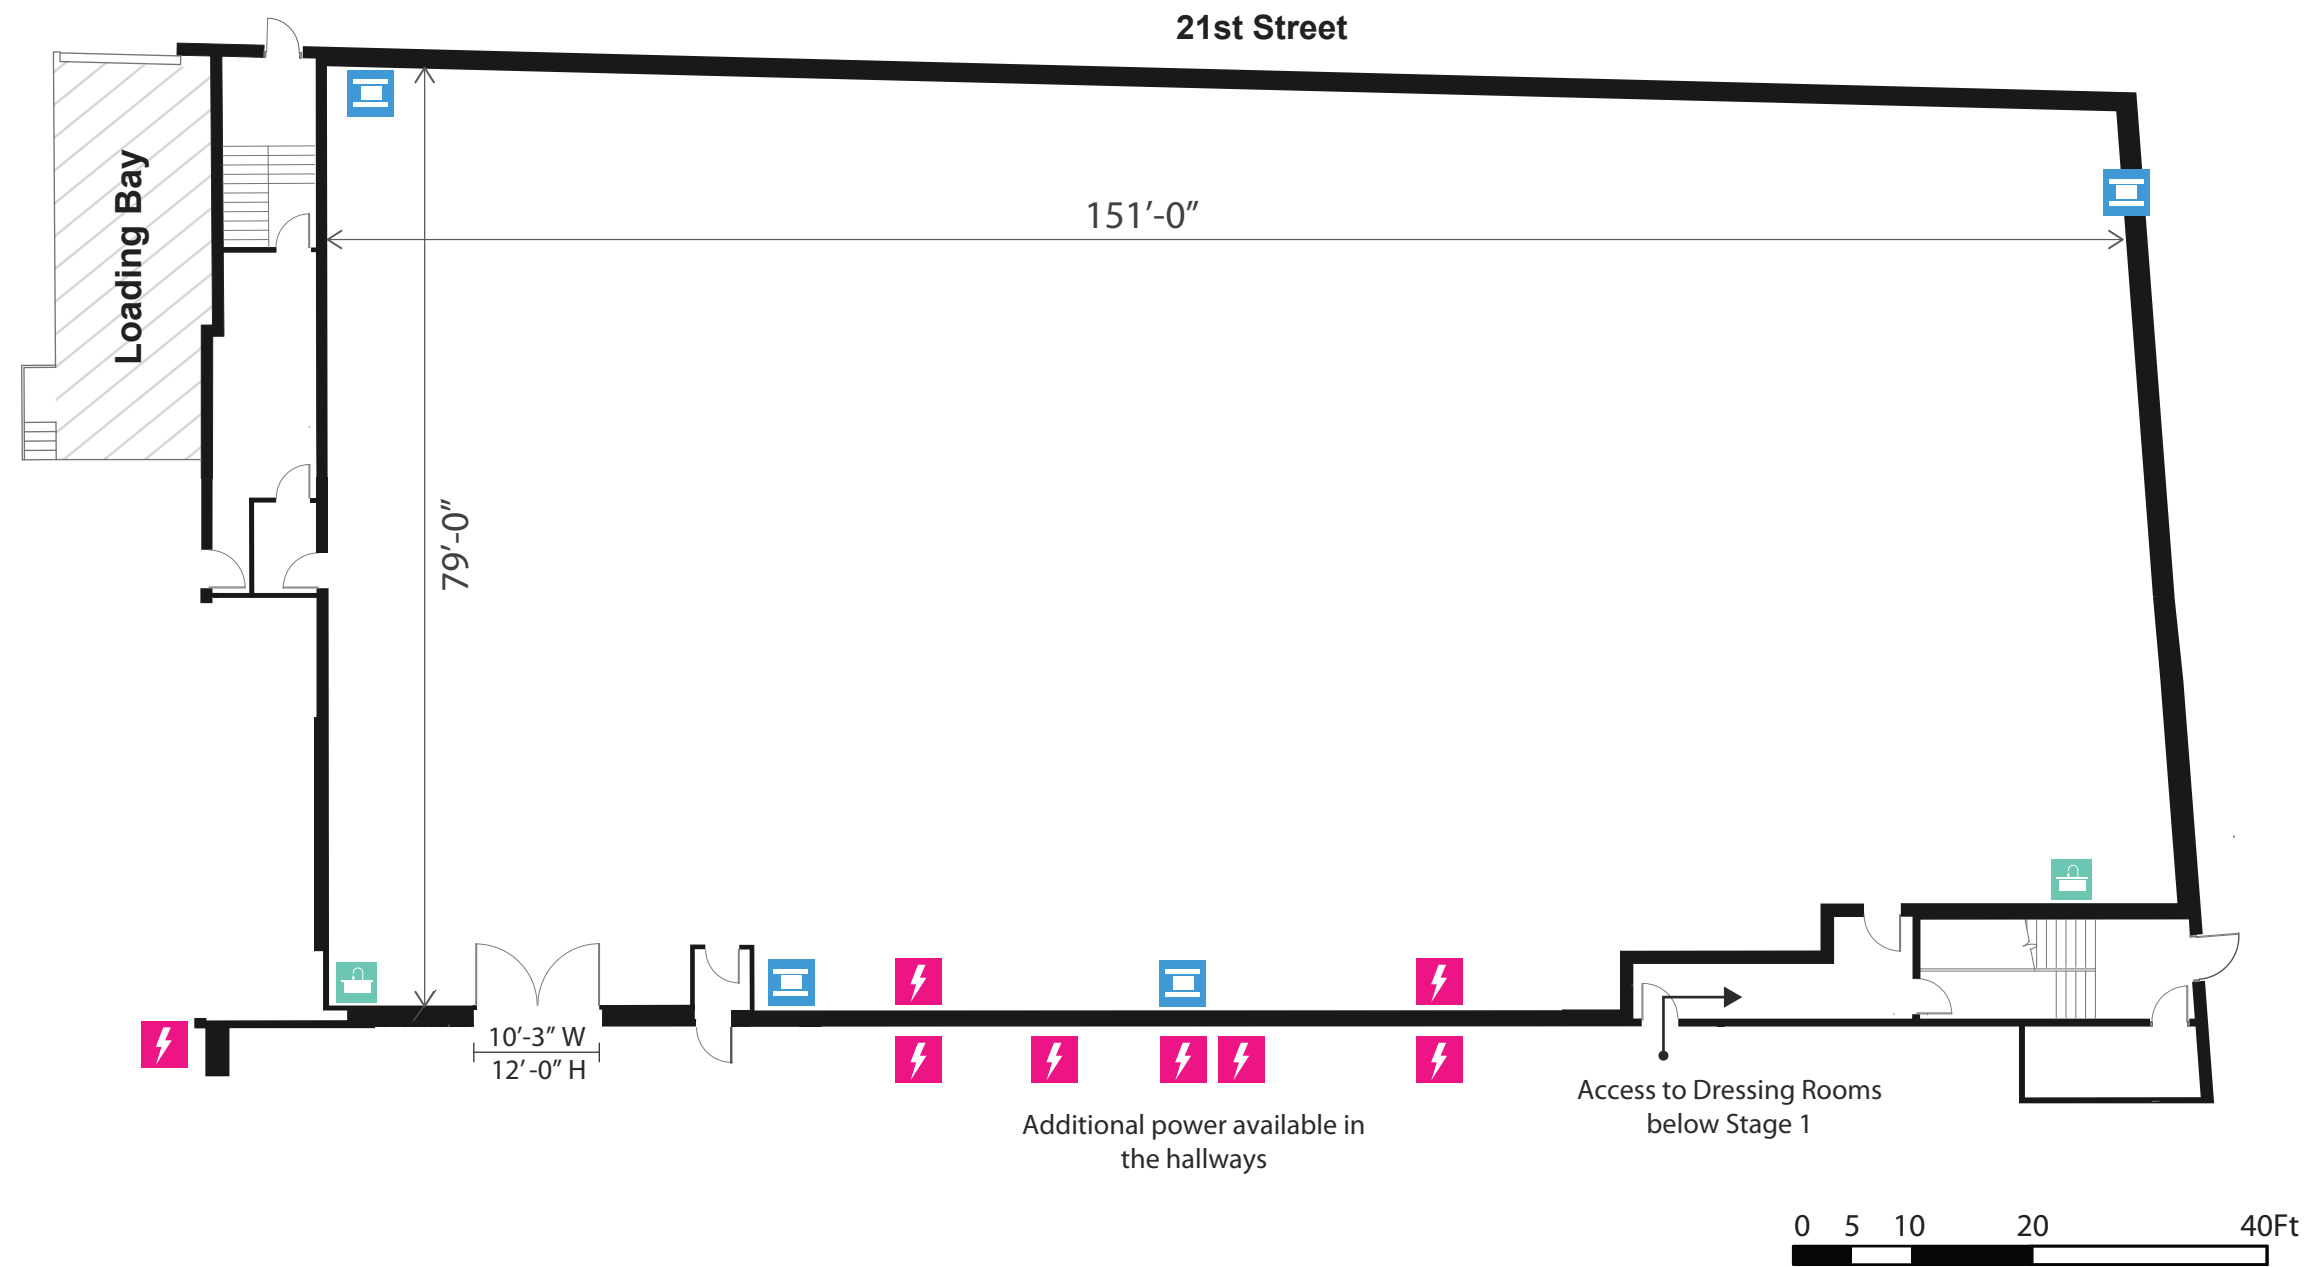 21st Street
Loading Bay
151’-0”
79’-0”
10’-3” W
12’-0” H
Additional power available in
the hallways
Access to Dressing Rooms
below Stage 1
0 5 10 20 40Ft